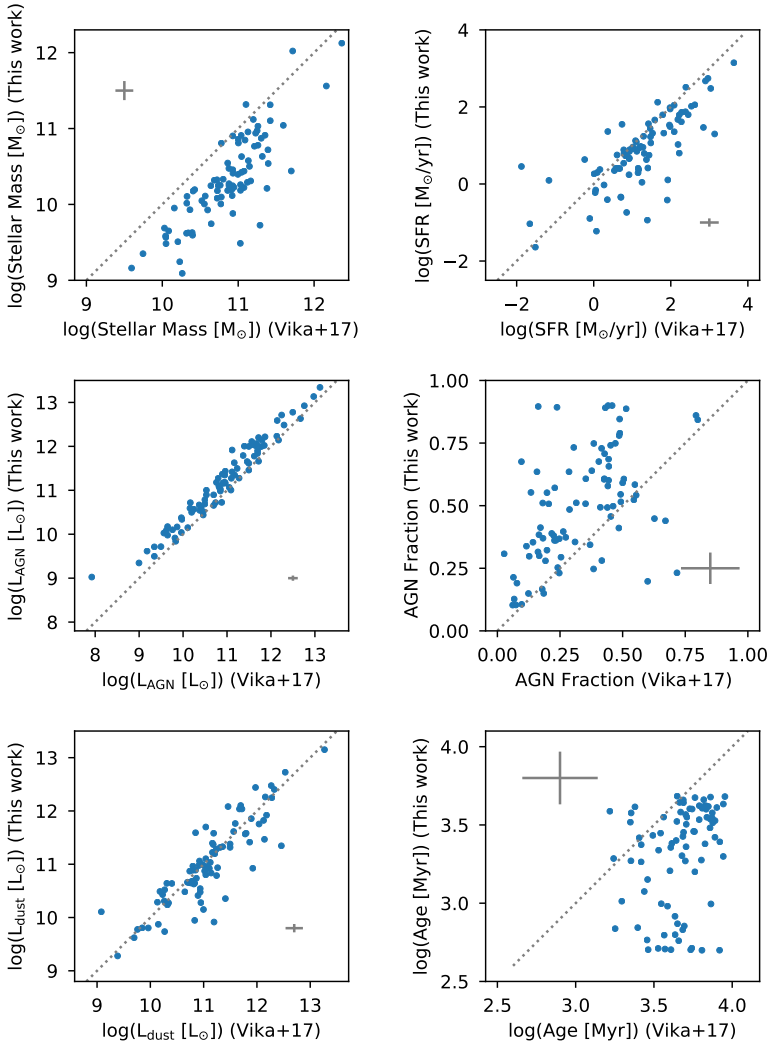 log(Stellar Mass [M⊙]) (This work)
12
11
10
9
9 10 11 12
log(Stellar Mass [M⊙]) (Vika+17)
log(SFR [M⊙/yr]) (This work)
4
2
0
−2
−2 0 2 4
log(SFR [M⊙/yr]) (Vika+17)
log(LAGN [L⊙]) (This work)
13
12
11
10
9
8
8 9 10 11 12 13
log(LAGN [L⊙]) (Vika+17)
AGN Fraction (This work)
1.00
0.75
0.50
0.25
0.00
0.00 0.25 0.50 0.75 1.00
AGN Fraction (Vika+17)
log(Ldust [L⊙]) (This work)
13
12
11
10
9
9 10 11 12 13
log(Ldust [L⊙]) (Vika+17)
log(Age [Myr]) (This work)
4.0
3.5
3.0
2.5
2.5 3.0 3.5 4.0
log(Age [Myr]) (Vika+17)